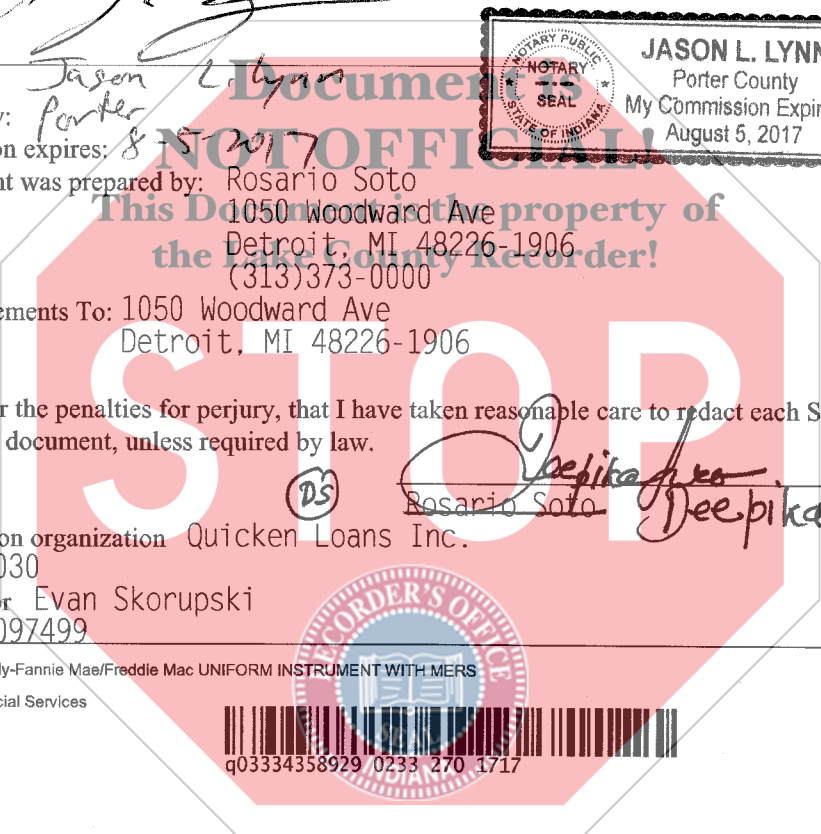 Jason L. Lynn
y: Porter
on expires: 8-5-2017
nt was prepared by: Rosario Soto
1050 Woodward Ave
Detroit, MI 48226-1906
(313)373-0000
ements To: 1050 Woodward Ave
Detroit, MI 48226-1906
NOTARY PUBLIC
NOTARY
SEAL
STATE OF INDIANA
JASON L. LYNN
Porter County
My Commission Expir
August 5, 2017
Document is
NOT OFFICIAL!
This Document is the property of
the Lake County Recorder!
STOP
r the penalties for perjury, that I have taken reasonable care to redact each S
document, unless required by law.
DS
Rosario Soto Deepika
on organization Quicken Loans Inc.
030
or Evan Skorupski
097499
ly-Fannie Mae/Freddie Mac UNIFORM INSTRUMENT WITH MERS
cial Services
RECORDER'S OFFICE
SEAL
INDIANA
q03334358929 0233 270 1717